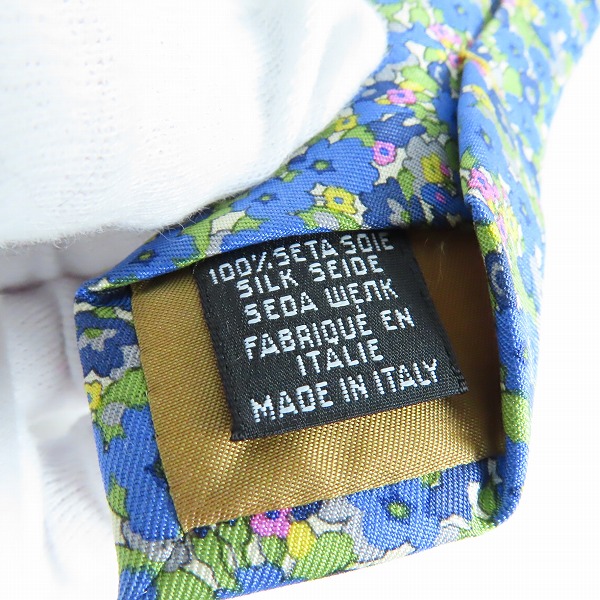 100% SETA SOIE
SILK SEIDE
SEDA ШЕЛК
FABRIQUÉ EN
ITALIE
MADE IN ITALY